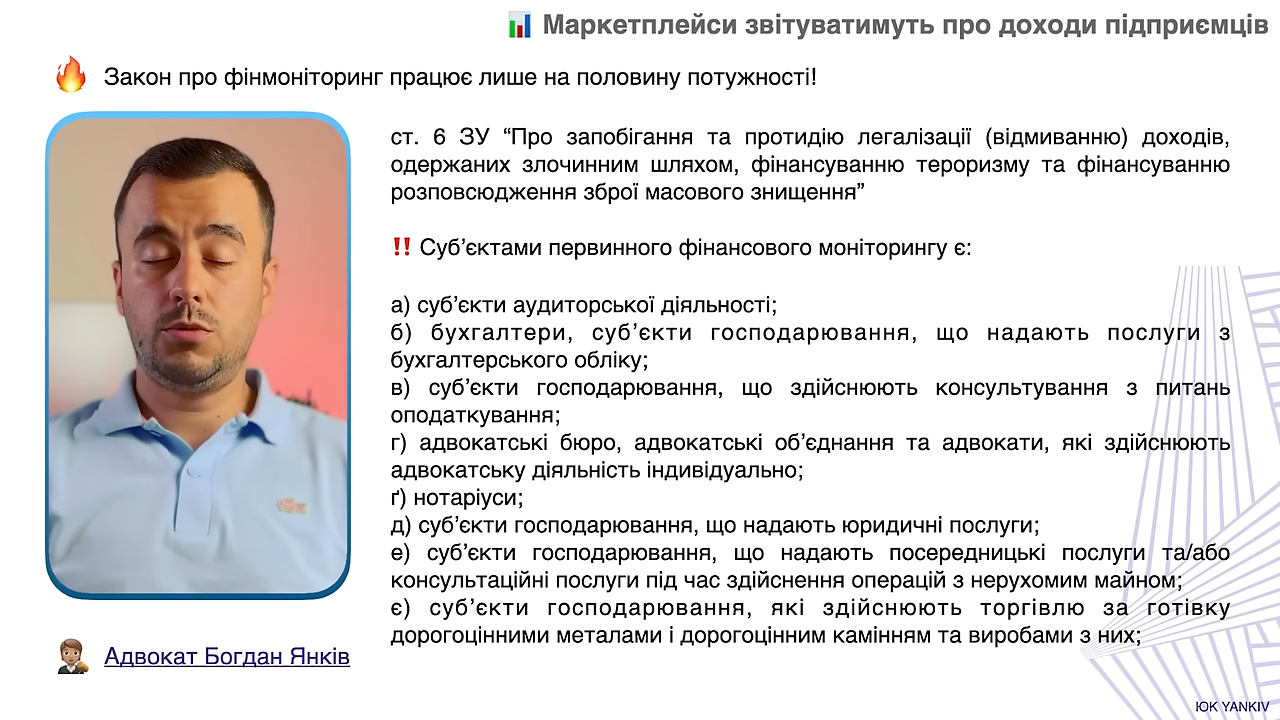 Маркетплейси звітуватимуть про доходи підприємців
Закон про фінмоніторинг працює лише на половину потужності!
ст. 6 ЗУ “Про запобігання та протидію легалізації (відмиванню) доходів,
одержаних злочинним шляхом, фінансуванню тероризму та фінансуванню
розповсюдження зброї масового знищення”
‼️ Суб’єктами первинного фінансового моніторингу є:
а) суб’єкти аудиторської діяльності;
б) бухгалтери, суб’єкти господарювання, що надають послуги з
бухгалтерського обліку;
в) суб’єкти господарювання, що здійснюють консультування з питань
оподаткування;
г) адвокатські бюро, адвокатські об’єднання та адвокати, які здійснюють
адвокатську діяльність індивідуально;
ґ) нотаріуси;
д) суб’єкти господарювання, що надають юридичні послуги;
е) суб’єкти господарювання, що надають посередницькі послуги та/або
консультаційні послуги під час здійснення операцій з нерухомим майном;
є) суб’єкти господарювання, які здійснюють торгівлю за готівку
дорогоцінними металами і дорогоцінним камінням та виробами з них;
Адвокат Богдан Янків
ЮК YANKIV